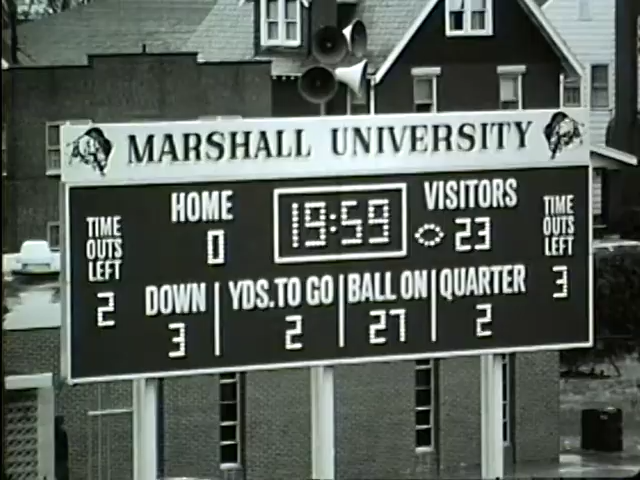 MARSHALL UNIVERSITY
HOME 19:59 VISITORS
0 23
TIME OUTS LEFT
2
TIME OUTS LEFT
3
DOWN YDS. TO GO BALL ON QUARTER
3 2 27 2